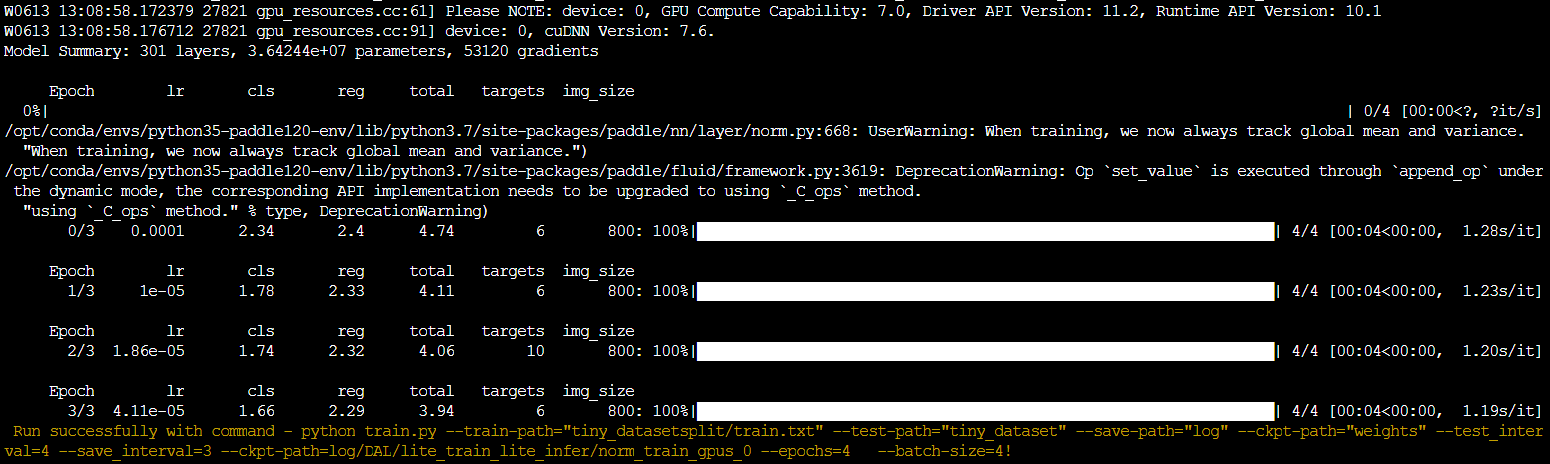 W0613 13:08:58.172379 27821 gpu_resources.cc:61] Please NOTE: device: 0, GPU Compute Capability: 7.0, Driver API Version: 11.2, Runtime API Version: 10.1
W0613 13:08:58.176712 27821 gpu_resources.cc:91] device: 0, cuDNN Version: 7.6.
Model Summary: 301 layers, 3.64244e+07 parameters, 53120 gradients
Epoch lr cls reg total targets img_size
0%| | 0/4 [00:00<?, ?it/s]
/opt/conda/envs/python35-paddle120-env/lib/python3.7/site-packages/paddle/nn/layer/norm.py:668: UserWarning: When training, we now always track global mean and variance.
"When training, we now always track global mean and variance.")
/opt/conda/envs/python35-paddle120-env/lib/python3.7/site-packages/paddle/fluid/framework.py:3619: DeprecationWarning: Op `set_value` is executed through `append_op` under
the dynamic mode, the corresponding API implementation needs to be upgraded to using `_C_ops` method.
"using `_C_ops` method." % type, DeprecationWarning)
0/3 0.0001 2.34 2.4 4.74 6 800: 100%| | 4/4 [00:04<00:00, 1.28s/it]
Epoch lr cls reg total targets img_size
1/3 1e-05 1.78 2.33 4.11 6 800: 100%| | 4/4 [00:04<00:00, 1.23s/it]
Epoch lr cls reg total targets img_size
2/3 1.86e-05 1.74 2.32 4.06 10 800: 100%| | 4/4 [00:04<00:00, 1.20s/it]
Epoch lr cls reg total targets img_size
3/3 4.11e-05 1.66 2.29 3.94 6 800: 100%| | 4/4 [00:04<00:00, 1.19s/it]
Run successfully with command - python train.py --train-path="tiny_datasetsplit/train.txt" --test-path="tiny_dataset" --save-path="log" --ckpt-path="weights" --test_inter
val=4 --save_interval=3 --ckpt-path=log/DAL/lite_train_lite_infer/norm_train_gpus_0 --epochs=4 --batch-size=4!